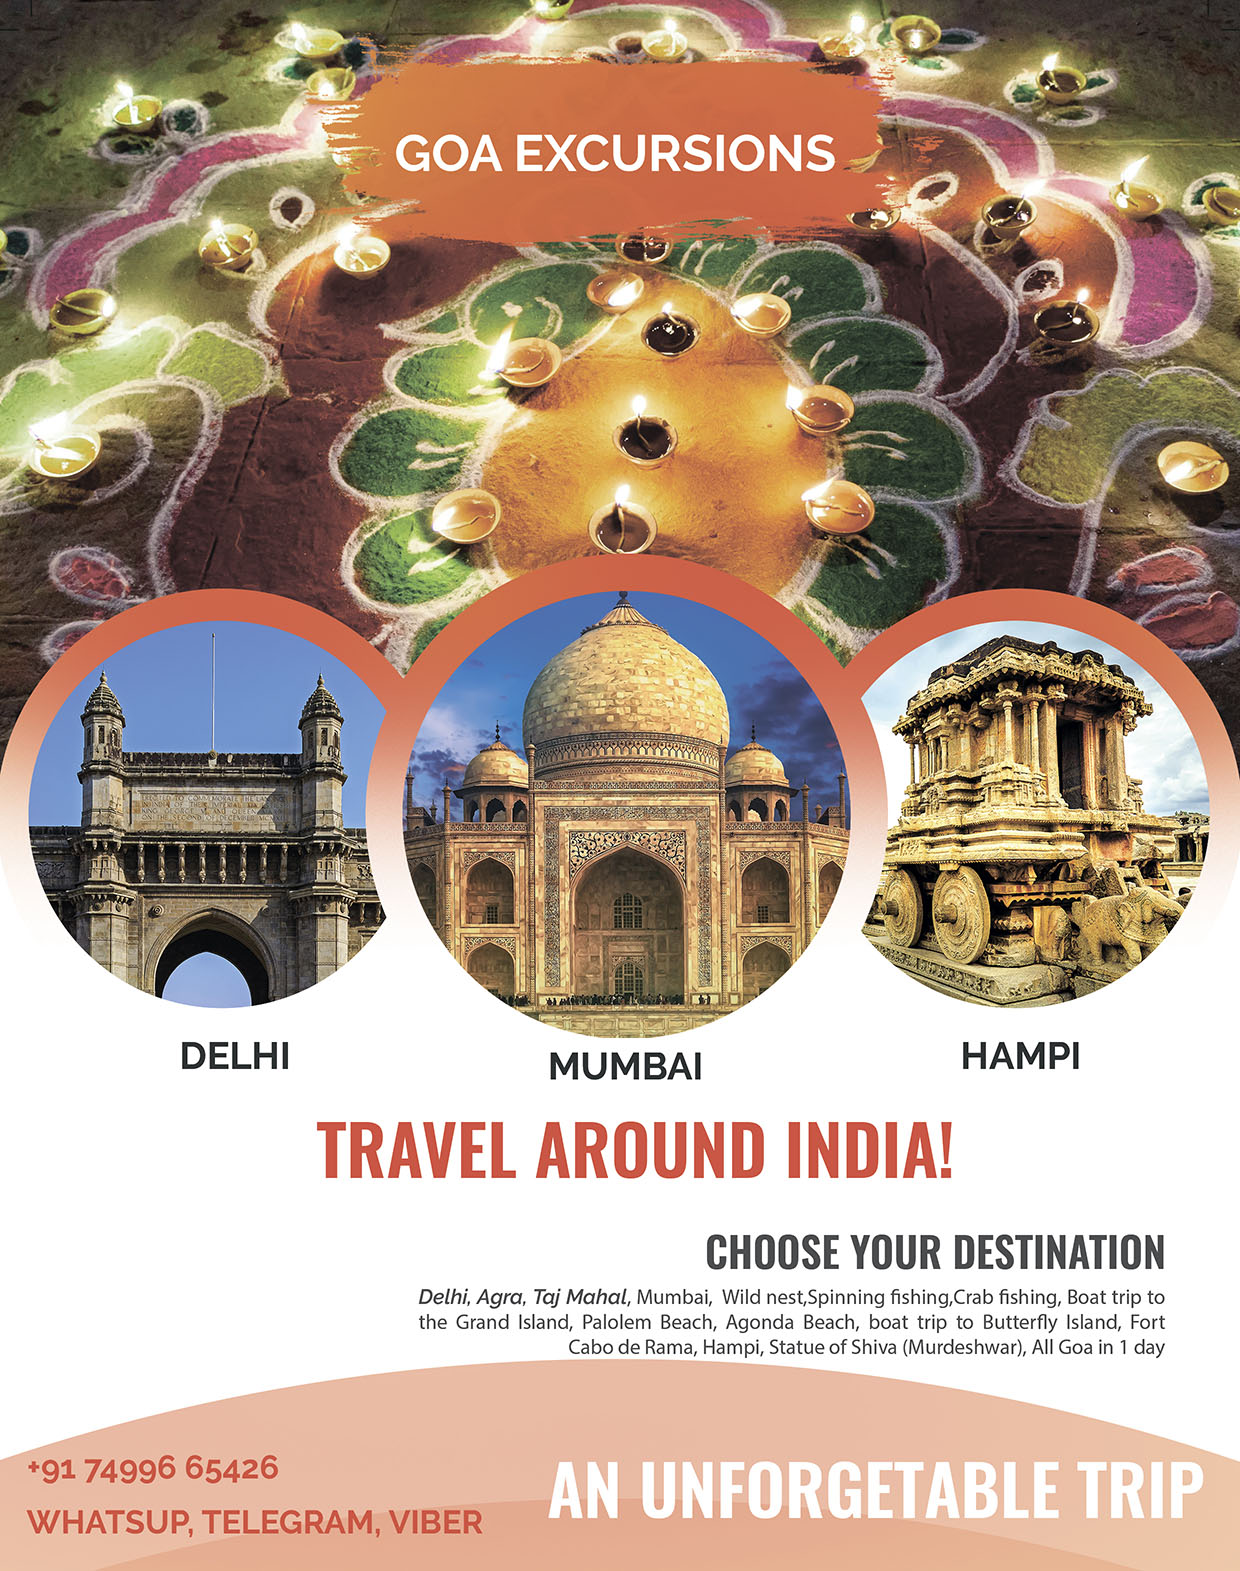 GOA EXCURSIONS
DELHI
MUMBAI
HAMPI
TRAVEL AROUND INDIA!
CHOOSE YOUR DESTINATION
Delhi, Agra, Taj Mahal, Mumbai, Wild nest,Spinning fishing,Crab fishing, Boat trip to
the Grand Island, Palolem Beach, Agonda Beach, boat trip to Butterfly Island, Fort
Cabo de Rama, Hampi, Statue of Shiva (Murdeshwar), All Goa in 1 day
+91 74996 65426
WHATSUP, TELEGRAM, VIBER
AN UNFORGETABLE TRIP